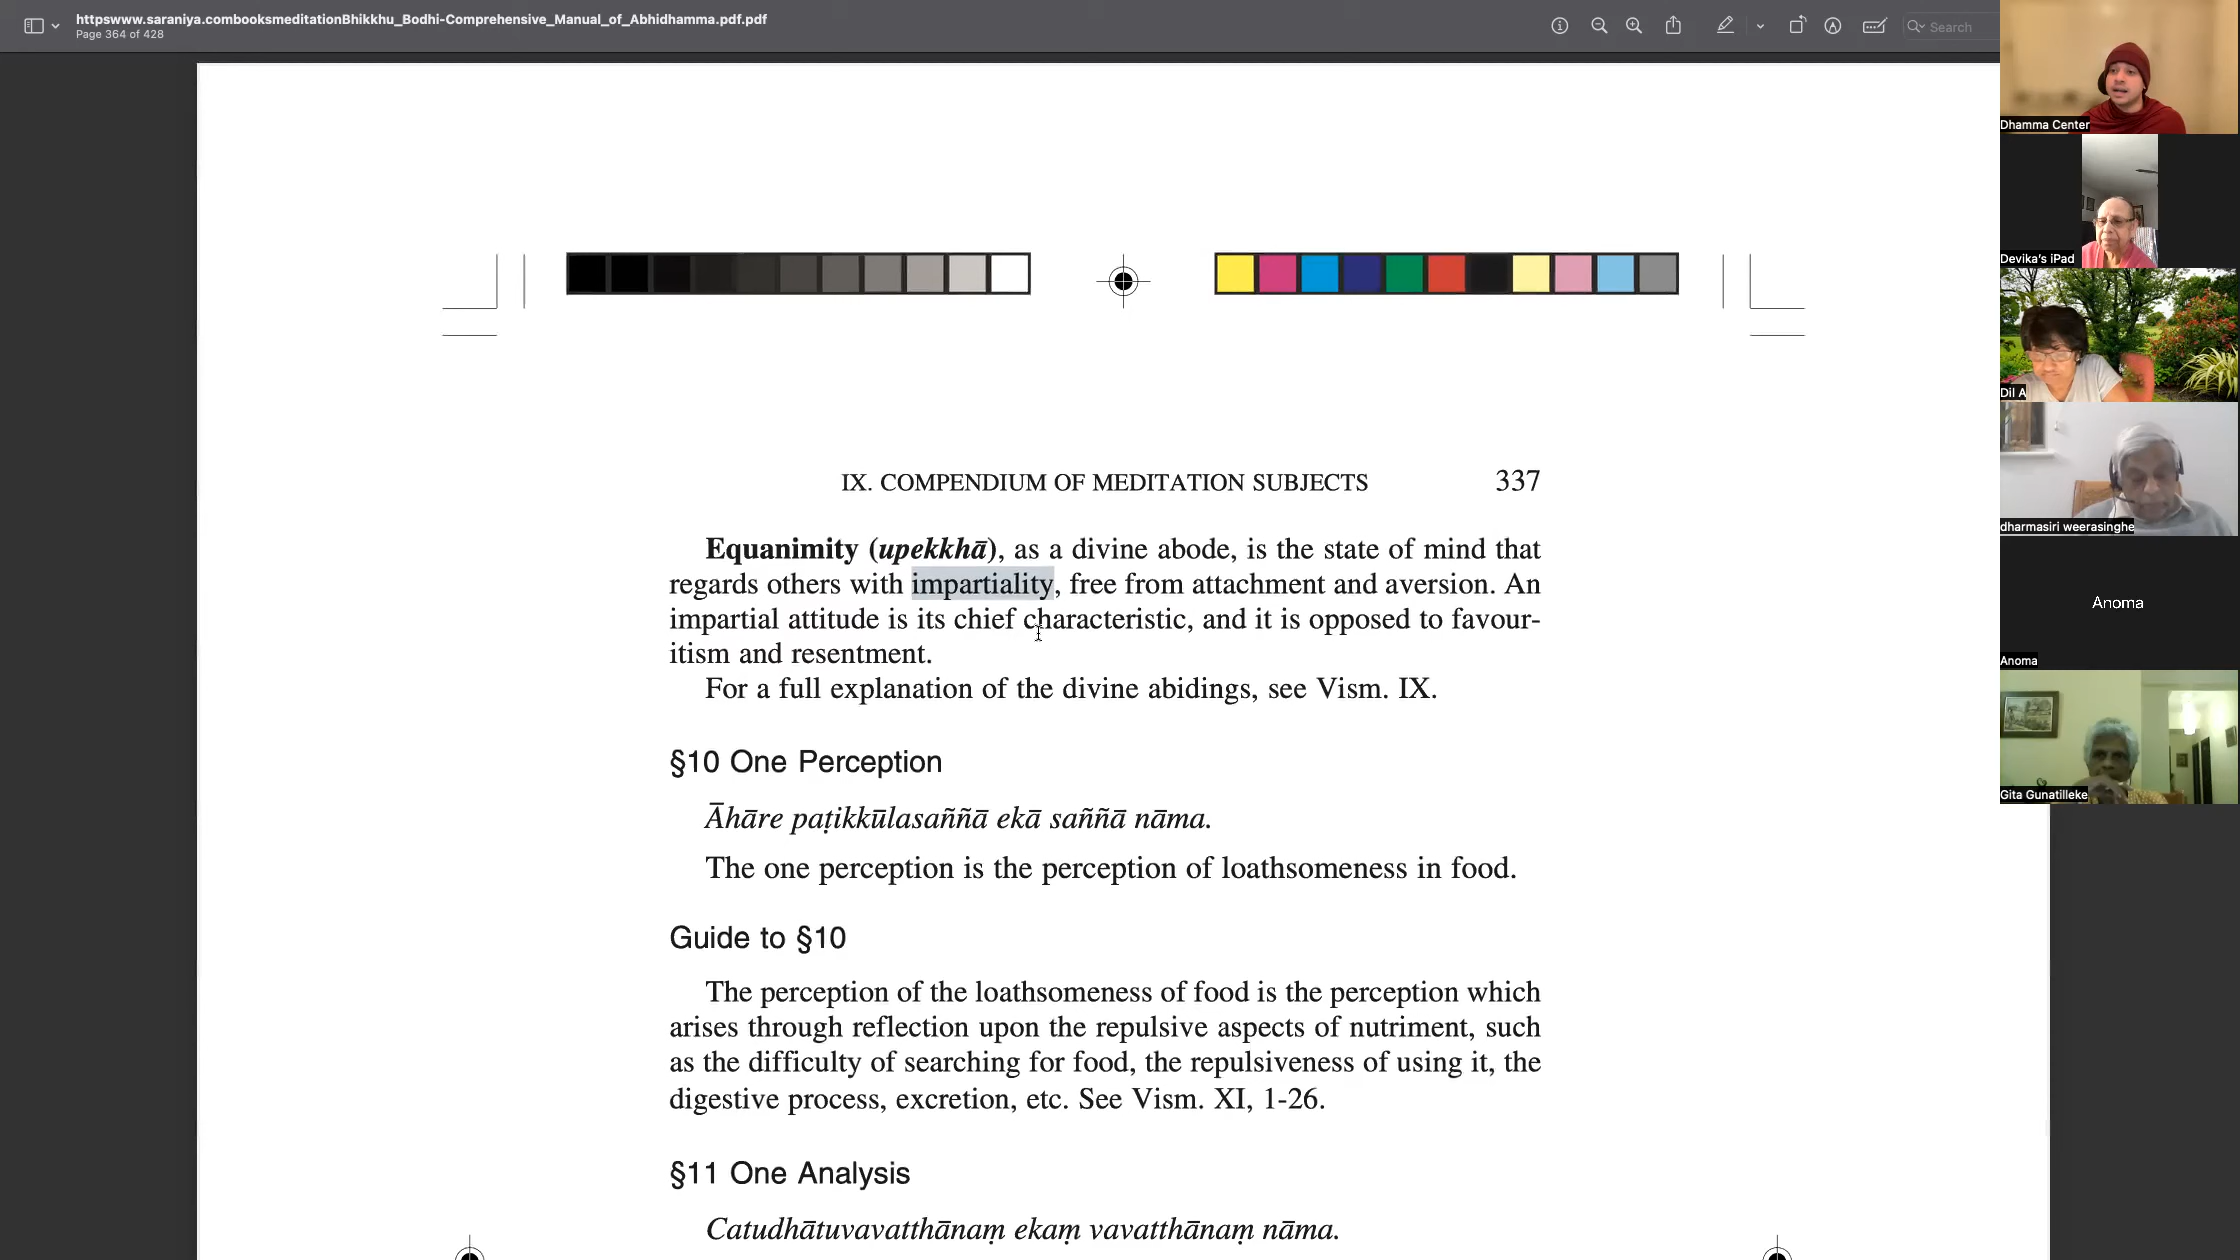 httpswww.saraniya.combooksmeditationBhikkhu_Bodhi-Comprehensive_Manual_of_Abhidhamma.pdf.pdf
Page 364 of 428
Search
IX. COMPENDIUM OF MEDITATION SUBJECTS 337
Equanimity (upekkhā), as a divine abode, is the state of mind that
regards others with impartiality, free from attachment and aversion. An
impartial attitude is its chief characteristic, and it is opposed to favour-
itism and resentment.
For a full explanation of the divine abidings, see Vism. IX.
§10 One Perception
Āhāre paṭikkūlasaññā ekā saññā nāma.
The one perception is the perception of loathsomeness in food.
Guide to §10
The perception of the loathsomeness of food is the perception which
arises through reflection upon the repulsive aspects of nutriment, such
as the difficulty of searching for food, the repulsiveness of using it, the
digestive process, excretion, etc. See Vism. XI, 1-26.
§11 One Analysis
Catudhātuvavatthānaṃ ekaṃ vavatthānaṃ nāma.
Dhamma Center
Devika's iPad
Dil A
dharmasiri weerasinghe
Anoma
Anoma
Gita Gunatilleke